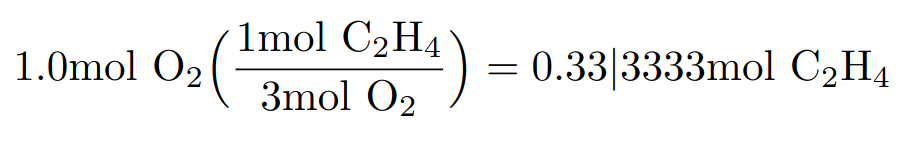 1.0mol O₂(1mol C₂H₄/3mol O₂) = 0.33|3333mol C₂H₄